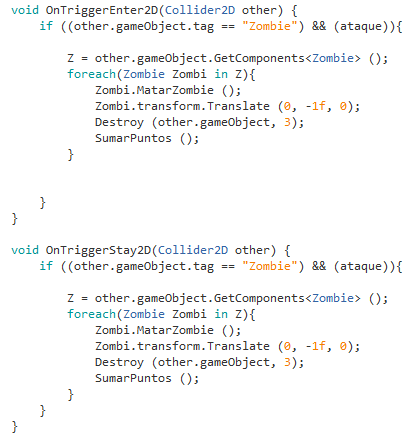 void OnTriggerEnter2D(Collider2D other) {
if ((other.gameObject.tag == "Zombie") && (ataque)){
Z = other.gameObject.GetComponents<Zombie> ();
foreach(Zombie Zombi in Z){
Zombi.MatarZombie ();
Zombi.transform.Translate (0, -1f, 0);
Destroy (other.gameObject, 3);
SumarPuntos ();
}
}
}
void OnTriggerStay2D(Collider2D other) {
if ((other.gameObject.tag == "Zombie") && (ataque)){
Z = other.gameObject.GetComponents<Zombie> ();
foreach(Zombie Zombi in Z){
Zombi.MatarZombie ();
Zombi.transform.Translate (0, -1f, 0);
Destroy (other.gameObject, 3);
SumarPuntos ();
}
}
}